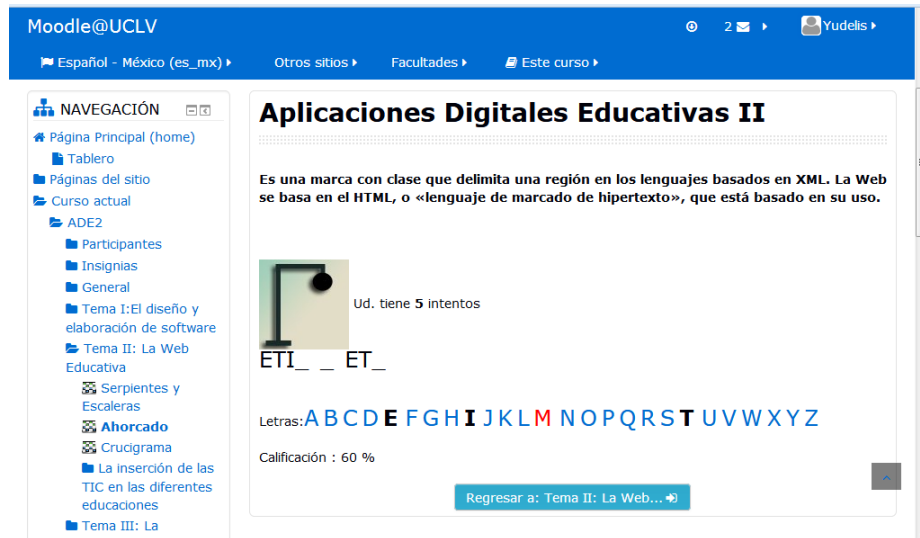 Moodle@UCLV
2
Yudelis
Español - México (es_mx)
Otros sitios
Facultades
Este curso
NAVEGACIÓN
Página Principal (home)
Tablero
Páginas del sitio
Curso actual
ADE2
Participantes
Insignias
General
Tema I:El diseño y
elaboración de software
Tema II: La Web
Educativa
Serpientes y
Escaleras
Ahorcado
Crucigrama
La inserción de las
TIC en las diferentes
educaciones
Tema III: La
Aplicaciones Digitales Educativas II
Es una marca con clase que delimita una región en los lenguajes basados en XML. La Web
se basa en el HTML, o «lenguaje de marcado de hipertexto», que está basado en su uso.
Ud. tiene 5 intentos
ETI_ _ ET_
Letras:A B C D E F G H I J K L M N O P Q R S T U V W X Y Z
Calificación : 60 %
Regresar a: Tema II: La Web...